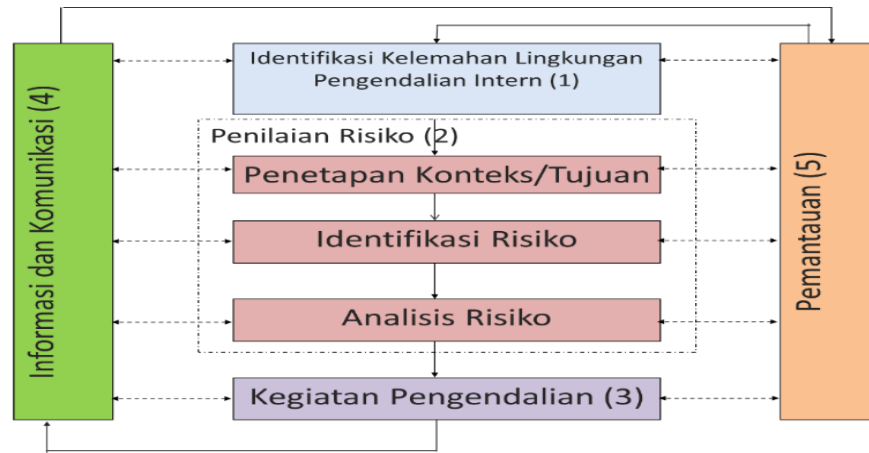 Identifikasi Kelemahan Lingkungan
Pengendalian Intern (1)
Penilaian Risiko (2)
Penetapan Konteks/Tujuan
Identifikasi Risiko
Analisis Risiko
Kegiatan Pengendalian (3)
Informasi dan Komunikasi (4)
Pemantauan (5)